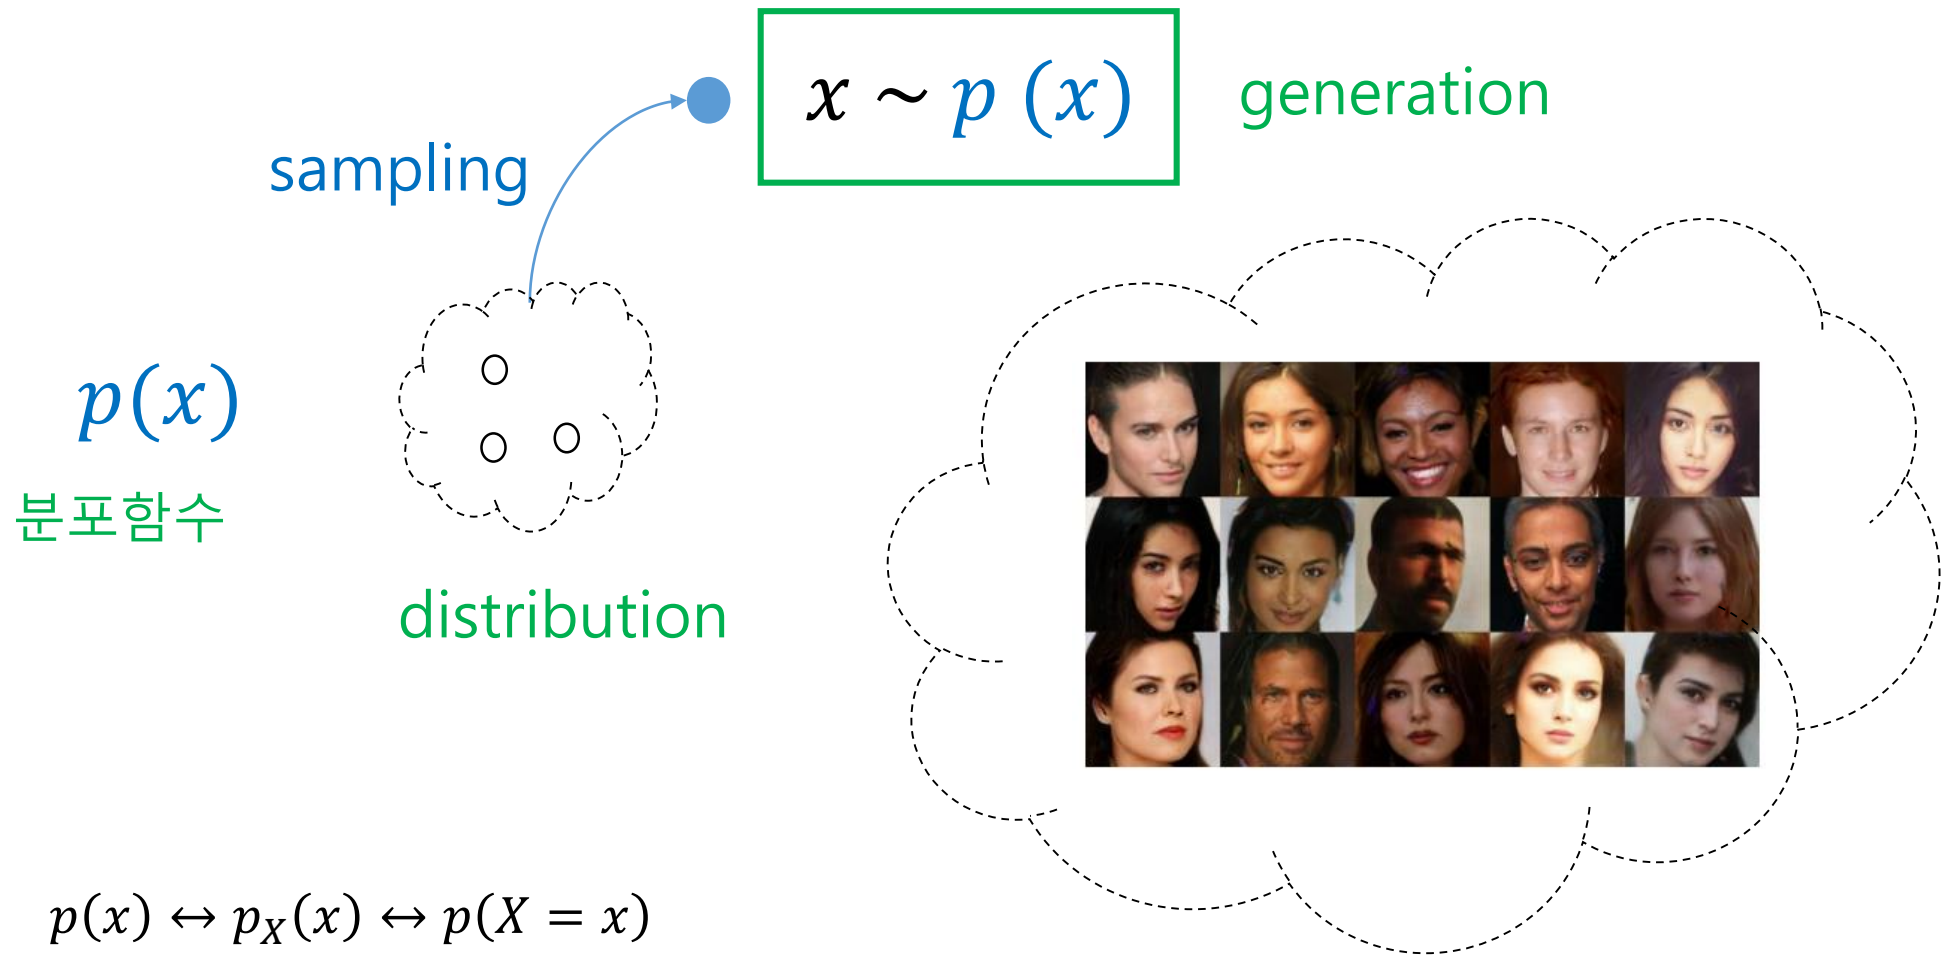 x ~ p (x)
generation
sampling
p(x)
분포함수
distribution
p(x) ↔ p_X(x) ↔ p(X = x)